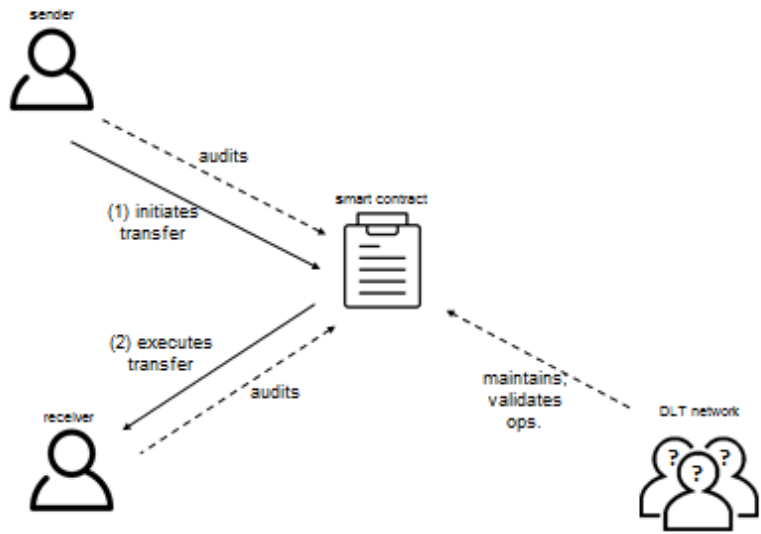 sender
audits
smart contract
(1) initiates
transfer
(2) executes
transfer
audits
maintains,
validates
ops.
receiver
DLT network
? ? ?